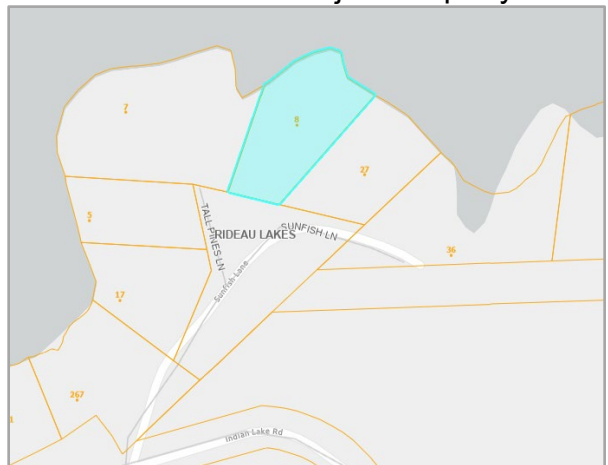 7
8
27
5
TALL PINES LN
RIDEAU LAKES
SUNFISH LN
36
Sunfish Lane
17
267
1
Indian Lake Rd